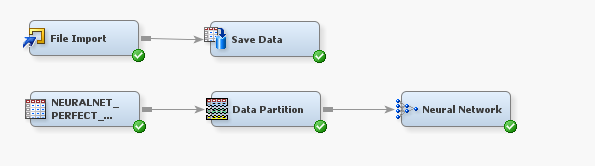 File Import
Save Data
NEURALNET_
PERFECT_...
Data Partition
Neural Network